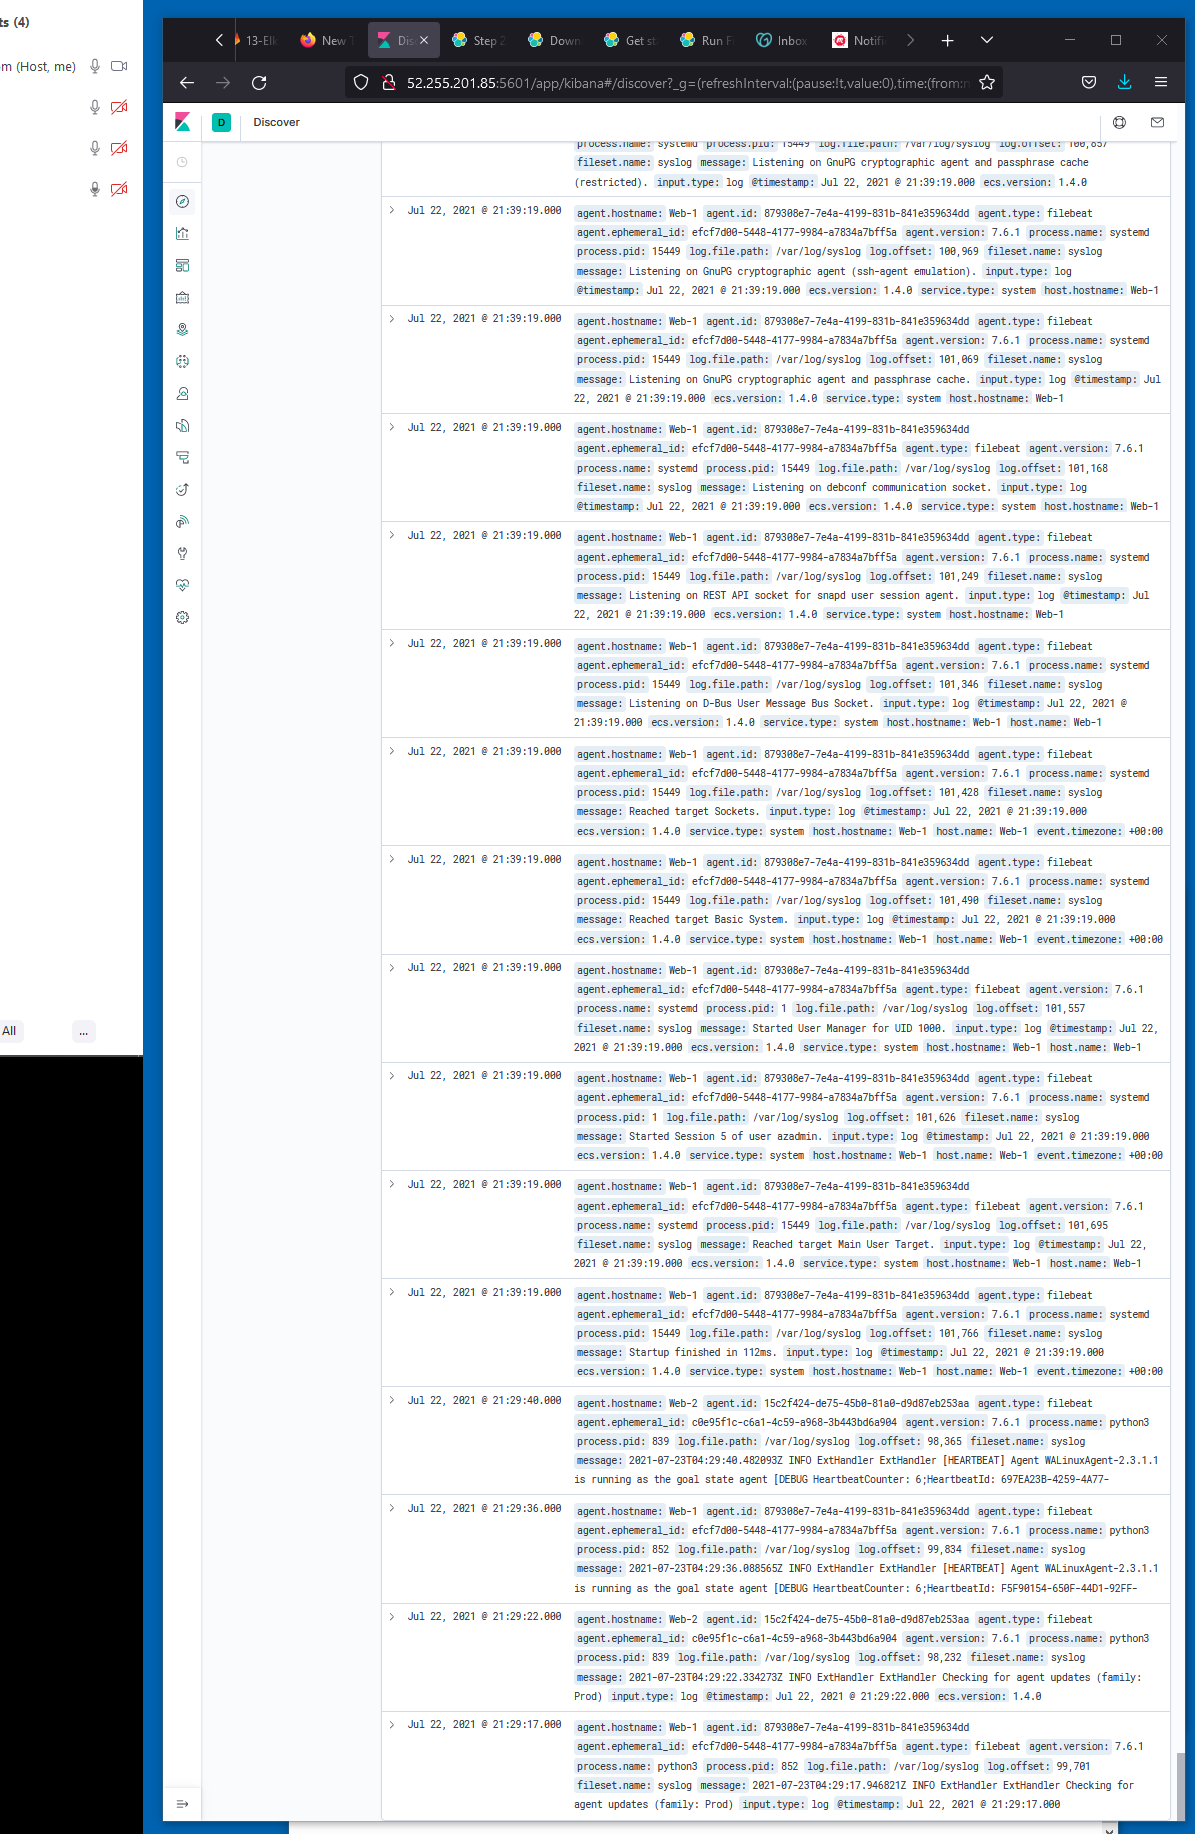 ts (4)
m (Host, me)
All
...
13-Elk
New T
Dis
Step 2
Down
Get st
Run F
Inbox
Notifi
52.255.201.85:5601/app/kibana#/discover?_g=(refreshInterval:(pause:!t,value:0),time:(from:n
D
Discover
process.name: systemd process.pid: 15449 log.file.path: /var/log/syslog log.offset: 100,857
fileset.name: syslog message: Listening on GnuPG cryptographic agent and passphrase cache
(restricted). input.type: log @timestamp: Jul 22, 2021 @ 21:39:19.000 ecs.version: 1.4.0
Jul 22, 2021 @ 21:39:19.000
agent.hostname: Web-1 agent.id: 879308e7-7e4a-4199-831b-841e359634dd agent.type: filebeat
agent.ephemeral_id: efcf7d00-5448-4177-9984-a7834a7bff5a agent.version: 7.6.1 process.name: systemd
process.pid: 15449 log.file.path: /var/log/syslog log.offset: 100,969 fileset.name: syslog
message: Listening on GnuPG cryptographic agent (ssh-agent emulation). input.type: log
@timestamp: Jul 22, 2021 @ 21:39:19.000 ecs.version: 1.4.0 service.type: system host.hostname: Web-1
Jul 22, 2021 @ 21:39:19.000
agent.hostname: Web-1 agent.id: 879308e7-7e4a-4199-831b-841e359634dd agent.type: filebeat
agent.ephemeral_id: efcf7d00-5448-4177-9984-a7834a7bff5a agent.version: 7.6.1 process.name: systemd
process.pid: 15449 log.file.path: /var/log/syslog log.offset: 101,069 fileset.name: syslog
message: Listening on GnuPG cryptographic agent and passphrase cache. input.type: log @timestamp: Jul
22, 2021 @ 21:39:19.000 ecs.version: 1.4.0 service.type: system host.hostname: Web-1
Jul 22, 2021 @ 21:39:19.000
agent.hostname: Web-1 agent.id: 879308e7-7e4a-4199-831b-841e359634dd
agent.ephemeral_id: efcf7d00-5448-4177-9984-a7834a7bff5a agent.type: filebeat agent.version: 7.6.1
process.name: systemd process.pid: 15449 log.file.path: /var/log/syslog log.offset: 101,168
fileset.name: syslog message: Listening on debconf communication socket. input.type: log
@timestamp: Jul 22, 2021 @ 21:39:19.000 ecs.version: 1.4.0 service.type: system host.hostname: Web-1
Jul 22, 2021 @ 21:39:19.000
agent.hostname: Web-1 agent.id: 879308e7-7e4a-4199-831b-841e359634dd agent.type: filebeat
agent.ephemeral_id: efcf7d00-5448-4177-9984-a7834a7bff5a agent.version: 7.6.1 process.name: systemd
process.pid: 15449 log.file.path: /var/log/syslog log.offset: 101,249 fileset.name: syslog
message: Listening on REST API socket for snapd user session agent. input.type: log @timestamp: Jul
22, 2021 @ 21:39:19.000 ecs.version: 1.4.0 service.type: system host.hostname: Web-1
Jul 22, 2021 @ 21:39:19.000
agent.hostname: Web-1 agent.id: 879308e7-7e4a-4199-831b-841e359634dd agent.type: filebeat
agent.ephemeral_id: efcf7d00-5448-4177-9984-a7834a7bff5a agent.version: 7.6.1 process.name: systemd
process.pid: 15449 log.file.path: /var/log/syslog log.offset: 101,346 fileset.name: syslog
message: Listening on D-Bus User Message Bus Socket. input.type: log @timestamp: Jul 22, 2021 @
21:39:19.000 ecs.version: 1.4.0 service.type: system host.hostname: Web-1 host.name: Web-1
Jul 22, 2021 @ 21:39:19.000
agent.hostname: Web-1 agent.id: 879308e7-7e4a-4199-831b-841e359634dd agent.type: filebeat
agent.ephemeral_id: efcf7d00-5448-4177-9984-a7834a7bff5a agent.version: 7.6.1 process.name: systemd
process.pid: 15449 log.file.path: /var/log/syslog log.offset: 101,428 fileset.name: syslog
message: Reached target Sockets. input.type: log @timestamp: Jul 22, 2021 @ 21:39:19.000
ecs.version: 1.4.0 service.type: system host.hostname: Web-1 host.name: Web-1 event.timezone: +00:00
Jul 22, 2021 @ 21:39:19.000
agent.hostname: Web-1 agent.id: 879308e7-7e4a-4199-831b-841e359634dd agent.type: filebeat
agent.ephemeral_id: efcf7d00-5448-4177-9984-a7834a7bff5a agent.version: 7.6.1 process.name: systemd
process.pid: 15449 log.file.path: /var/log/syslog log.offset: 101,490 fileset.name: syslog
message: Reached target Basic System. input.type: log @timestamp: Jul 22, 2021 @ 21:39:19.000
ecs.version: 1.4.0 service.type: system host.hostname: Web-1 host.name: Web-1 event.timezone: +00:00
Jul 22, 2021 @ 21:39:19.000
agent.hostname: Web-1 agent.id: 879308e7-7e4a-4199-831b-841e359634dd
agent.ephemeral_id: efcf7d00-5448-4177-9984-a7834a7bff5a agent.type: filebeat agent.version: 7.6.1
process.name: systemd process.pid: 1 log.file.path: /var/log/syslog log.offset: 101,557
fileset.name: syslog message: Started User Manager for UID 1000. input.type: log @timestamp: Jul 22,
2021 @ 21:39:19.000 ecs.version: 1.4.0 service.type: system host.hostname: Web-1 host.name: Web-1
Jul 22, 2021 @ 21:39:19.000
agent.hostname: Web-1 agent.id: 879308e7-7e4a-4199-831b-841e359634dd agent.type: filebeat
agent.ephemeral_id: efcf7d00-5448-4177-9984-a7834a7bff5a agent.version: 7.6.1 process.name: systemd
process.pid: 1 log.file.path: /var/log/syslog log.offset: 101,626 fileset.name: syslog
message: Started Session 5 of user azadmin. input.type: log @timestamp: Jul 22, 2021 @ 21:39:19.000
ecs.version: 1.4.0 service.type: system host.hostname: Web-1 host.name: Web-1 event.timezone: +00:00
Jul 22, 2021 @ 21:39:19.000
agent.hostname: Web-1 agent.id: 879308e7-7e4a-4199-831b-841e359634dd
agent.ephemeral_id: efcf7d00-5448-4177-9984-a7834a7bff5a agent.type: filebeat agent.version: 7.6.1
process.name: systemd process.pid: 15449 log.file.path: /var/log/syslog log.offset: 101,695
fileset.name: syslog message: Reached target Main User Target. input.type: log @timestamp: Jul 22,
2021 @ 21:39:19.000 ecs.version: 1.4.0 service.type: system host.hostname: Web-1 host.name: Web-1
Jul 22, 2021 @ 21:39:19.000
agent.hostname: Web-1 agent.id: 879308e7-7e4a-4199-831b-841e359634dd agent.type: filebeat
agent.ephemeral_id: efcf7d00-5448-4177-9984-a7834a7bff5a agent.version: 7.6.1 process.name: systemd
process.pid: 15449 log.file.path: /var/log/syslog log.offset: 101,766 fileset.name: syslog
message: Startup finished in 112ms. input.type: log @timestamp: Jul 22, 2021 @ 21:39:19.000
ecs.version: 1.4.0 service.type: system host.hostname: Web-1 host.name: Web-1 event.timezone: +00:00
Jul 22, 2021 @ 21:29:40.000
agent.hostname: Web-2 agent.id: 15c2f424-de75-45b0-81a0-d9d87eb253aa agent.type: filebeat
agent.ephemeral_id: c0e95f1c-c6a1-4c59-a968-3b443bd6a904 agent.version: 7.6.1 process.name: python3
process.pid: 839 log.file.path: /var/log/syslog log.offset: 98,365 fileset.name: syslog
message: 2021-07-23T04:29:40.482093Z INFO ExtHandler ExtHandler [HEARTBEAT] Agent WALinuxAgent-2.3.1.1
is running as the goal state agent [DEBUG HeartbeatCounter: 6;HeartbeatId: 697EA23B-4259-4A77-
Jul 22, 2021 @ 21:29:36.000
agent.hostname: Web-1 agent.id: 879308e7-7e4a-4199-831b-841e359634dd agent.type: filebeat
agent.ephemeral_id: efcf7d00-5448-4177-9984-a7834a7bff5a agent.version: 7.6.1 process.name: python3
process.pid: 852 log.file.path: /var/log/syslog log.offset: 99,834 fileset.name: syslog
message: 2021-07-23T04:29:36.088565Z INFO ExtHandler ExtHandler [HEARTBEAT] Agent WALinuxAgent-2.3.1.1
is running as the goal state agent [DEBUG HeartbeatCounter: 6;HeartbeatId: F5F90154-650F-44D1-92FF-
Jul 22, 2021 @ 21:29:22.000
agent.hostname: Web-2 agent.id: 15c2f424-de75-45b0-81a0-d9d87eb253aa agent.type: filebeat
agent.ephemeral_id: c0e95f1c-c6a1-4c59-a968-3b443bd6a904 agent.version: 7.6.1 process.name: python3
process.pid: 839 log.file.path: /var/log/syslog log.offset: 98,232 fileset.name: syslog
message: 2021-07-23T04:29:22.334273Z INFO ExtHandler ExtHandler Checking for agent updates (family:
Prod) input.type: log @timestamp: Jul 22, 2021 @ 21:29:22.000 ecs.version: 1.4.0
Jul 22, 2021 @ 21:29:17.000
agent.hostname: Web-1 agent.id: 879308e7-7e4a-4199-831b-841e359634dd
agent.ephemeral_id: efcf7d00-5448-4177-9984-a7834a7bff5a agent.type: filebeat agent.version: 7.6.1
process.name: python3 process.pid: 852 log.file.path: /var/log/syslog log.offset: 99,701
fileset.name: syslog message: 2021-07-23T04:29:17.946821Z INFO ExtHandler ExtHandler Checking for
agent updates (family: Prod) input.type: log @timestamp: Jul 22, 2021 @ 21:29:17.000